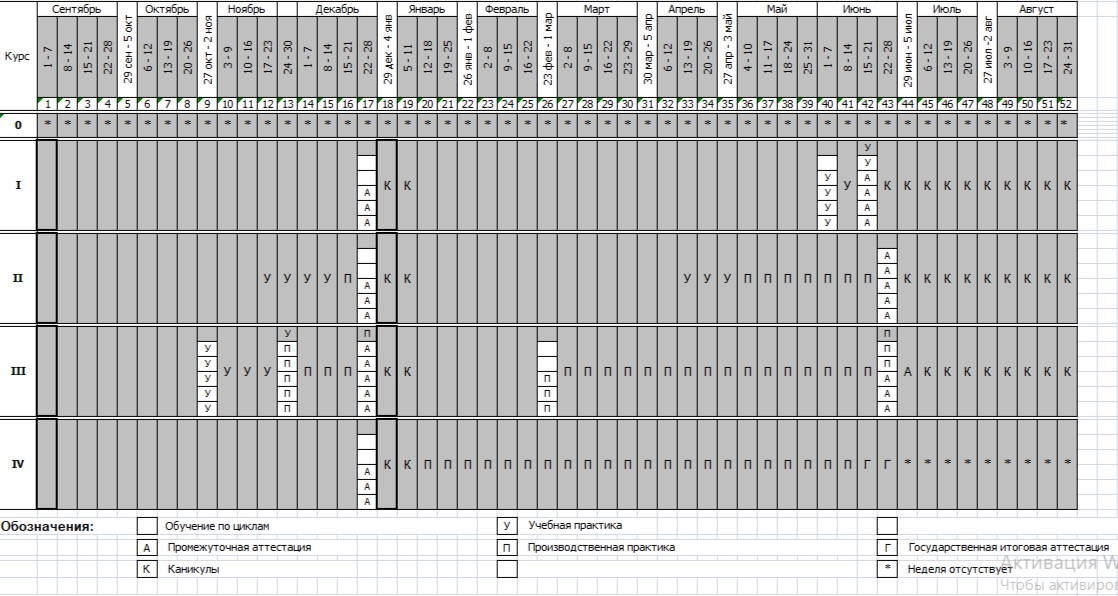 Курс Сентябрь 29 сен - 5 окт Октябрь 27 окт - 2 ноя Ноябрь Декабрь 29 дек - 4 янв Январь 26 янв - 1 фев Февраль 23 фев - 1 мар Март 30 мар - 5 апр Апрель 27 апр - 3 май Май Июнь 29 июн - 5 июл Июль 27 июл -2 авг Август
1 - 7 8 - 14 15 - 21 22 - 28 6 - 12 13 - 19 20 - 26 3 - 9 10 - 16 17 - 23 24 - 30 1 - 7 8 - 14 15 - 21 22 - 28 5 - 11 12 - 18 19 - 25 2 - 8 9 - 15 16 - 22 2 - 8 9 - 15 16 - 22 23 - 29 6 - 12 13 - 19 20 - 26 4 - 10 11 - 17 18 - 24 25 - 31 1 - 7 8 - 14 15 - 21 22 - 28 6 - 12 13 - 19 20 - 26 3 - 9 10 - 16 17 - 23 24 - 31
1 2 3 4 5 6 7 8 9 10 11 12 13 14 15 16 17 18 19 20 21 22 23 24 25 26 27 28 29 30 31 32 33 34 35 36 37 38 39 40 41 42 43 44 45 46 47 48 49 50 51 52
0 * * * * * * * * * * * * * * * * * * * * * * * * * * * * * * * * * * * * * * * * * * * * * * * * * * * *
У
У
У А
I К К У К К К К К К К К К К
А У А
А У А
А У А
А
А
II У У У У П К К У У У П П П П П П П К К К К К К К К К
А А
А А
А А
У П П
У П А П
У П А П
III У У У П П П К К П П П П П П П П П П П П П П П П А К К К К К К К К
У П А П А
У П А П А
У П А П А
IV К К П П П П П П П П П П П П П П П П П П П П П П Г Г * * * * * * * * *
А
А
А
Обозначения: Обучение по циклам У Учебная практика
А Промежуточная аттестация П Производственная практика Г Государственная итоговая аттестация
К Каникулы * Неделя отсутствует
Активация W
Чтобы активиров